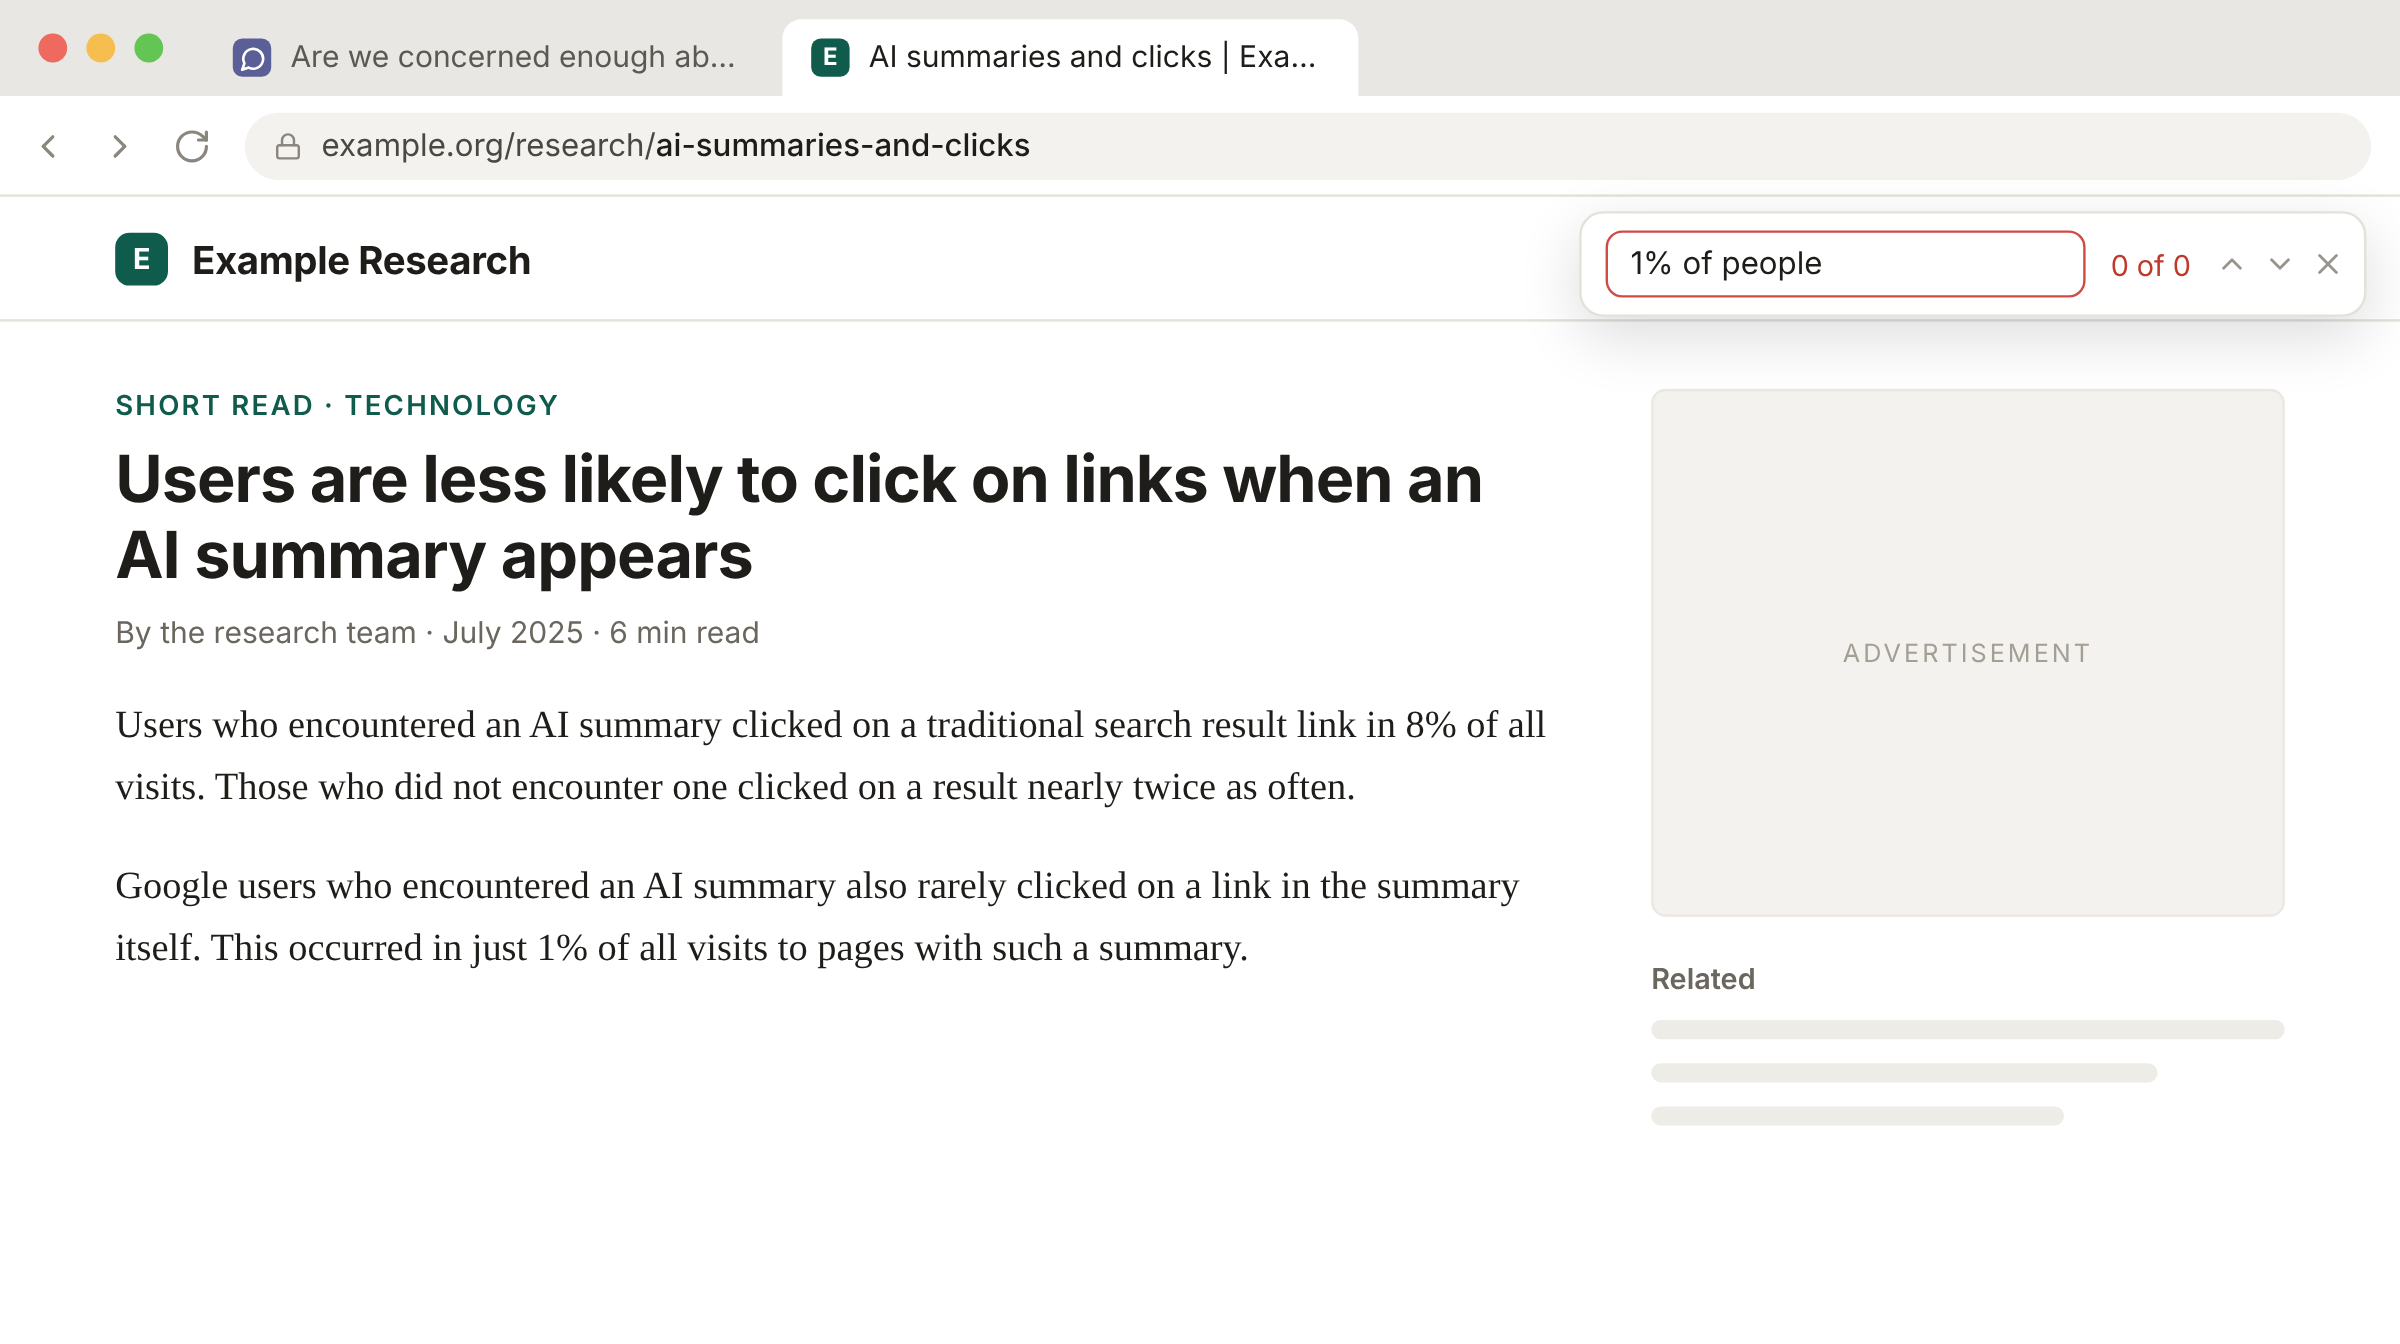 Are we concerned enough ab...
E AI summaries and clicks | Exa...
example.org/research/ai-summaries-and-clicks
E Example Research
1% of people 0 of 0
SHORT READ · TECHNOLOGY
Users are less likely to click on links when an
AI summary appears
By the research team · July 2025 · 6 min read
Users who encountered an AI summary clicked on a traditional search result link in 8% of all
visits. Those who did not encounter one clicked on a result nearly twice as often.
Google users who encountered an AI summary also rarely clicked on a link in the summary
itself. This occurred in just 1% of all visits to pages with such a summary.
ADVERTISEMENT
Related